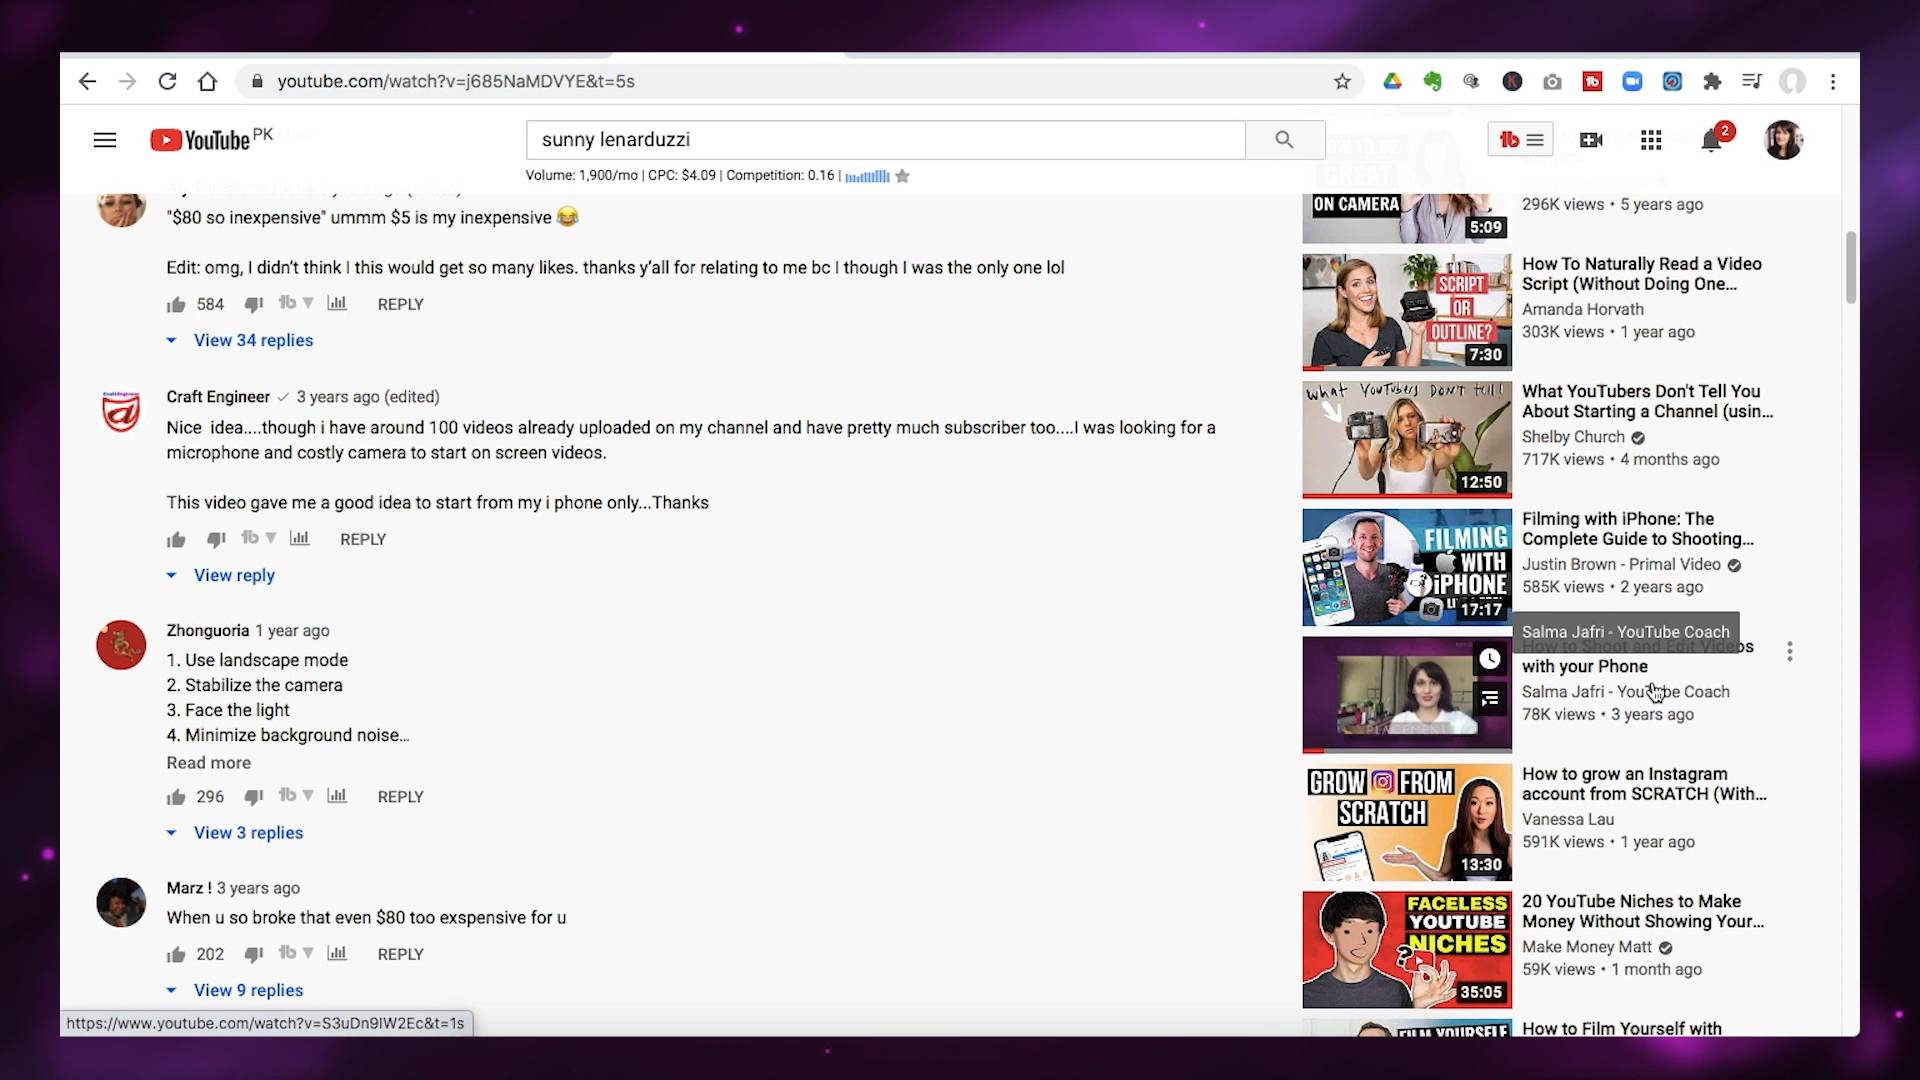 youtube.com/watch?v=j685NaMDVYE&t=5s
YouTube PK
sunny lenarduzzi
2
Volume: 1,900/mo | CPC: $4.09 | Competition: 0.16 |
"$80 so inexpensive" ummm $5 is my inexpensive 😂
Edit: omg, I didn't think I this would get so many likes. thanks y'all for relating to me bc I though I was the only one lol
584 REPLY
View 34 replies
Craft Engineer 3 years ago (edited)
Nice idea....though i have around 100 videos already uploaded on my channel and have pretty much subscriber too....I was looking for a
microphone and costly camera to start on screen videos.
This video gave me a good idea to start from my i phone only...Thanks
REPLY
View reply
Zhonguoria 1 year ago
1. Use landscape mode
2. Stabilize the camera
3. Face the light
4. Minimize background noise...
Read more
296 REPLY
View 3 replies
Marz ! 3 years ago
When u so broke that even $80 too exspensive for u
202 REPLY
View 9 replies
https://www.youtube.com/watch?v=S3uDn9IW2Ec&t=1s
ON CAMERA
5:09
296K views • 5 years ago
SCRIPT
OR
OUTLINE?
7:30
How To Naturally Read a Video
Script (Without Doing One...
Amanda Horvath
303K views • 1 year ago
WHAT YOUTUBERS DON'T TELL!
12:50
What YouTubers Don't Tell You
About Starting a Channel (usin...
Shelby Church
717K views • 4 months ago
FILMING
WITH
iPHONE
17:17
Filming with iPhone: The
Complete Guide to Shooting...
Justin Brown - Primal Video
585K views • 2 years ago
Salma Jafri - YouTube Coach
How to Shoot and Edit Videos
with your Phone
Salma Jafri - YouTube Coach
78K views • 3 years ago
GROW FROM
SCRATCH
13:30
How to grow an Instagram
account from SCRATCH (With...
Vanessa Lau
591K views • 1 year ago
FACELESS
YOUTUBE
NICHES
?
35:05
20 YouTube Niches to Make
Money Without Showing Your...
Make Money Matt
59K views • 1 month ago
FILM YOURSELF
How to Film Yourself with